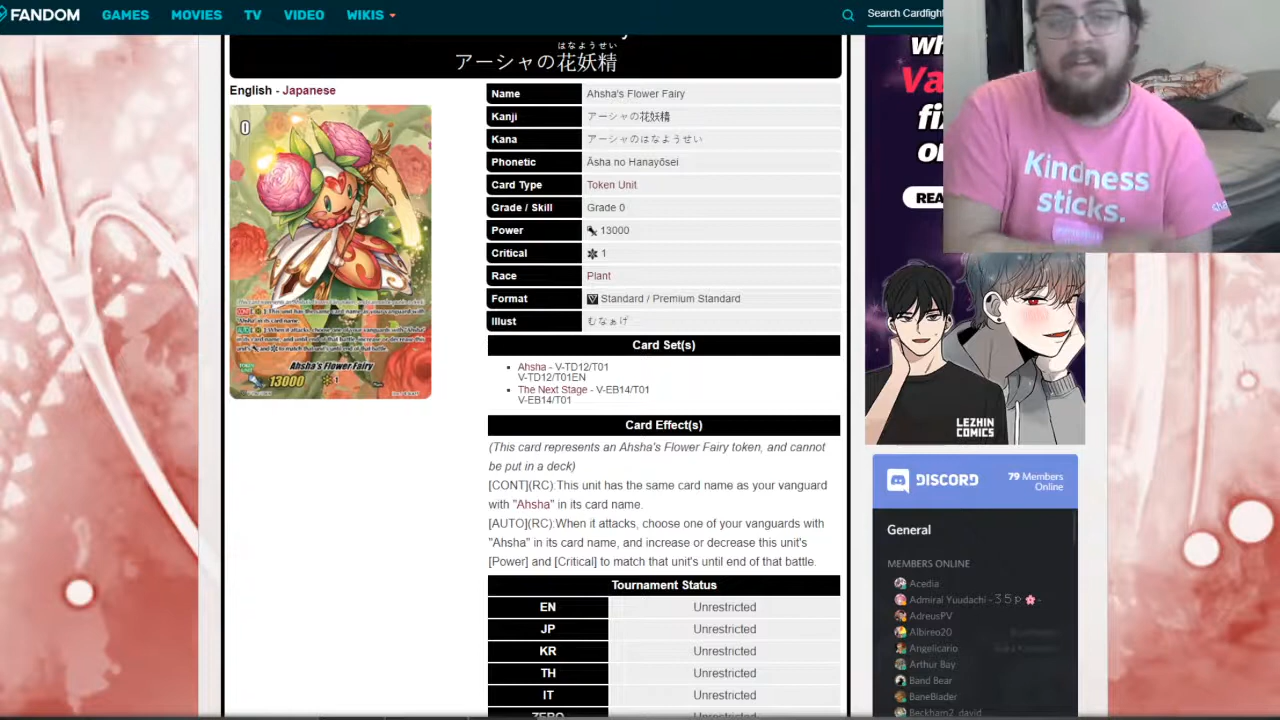 FANDOM
GAMES
MOVIES
TV
VIDEO
WIKIS
Search Cardfight
はなようせい
アーシャの花妖精
English - Japanese
Name Ahsha's Flower Fairy
Kanji アーシャの花妖精
Kana アーシャのはなようせい
Phonetic Āsha no Hanayōsei
Card Type Token Unit
Grade / Skill Grade 0
Power 13000
Critical 1
Race Plant
Format Standard / Premium Standard
Illust むなぁげ
Card Set(s)
Ahsha - V-TD12/T01
V-TD12/T01EN
The Next Stage - V-EB14/T01
V-EB14/T01
Card Effect(s)
(This card represents an Ahsha's Flower Fairy token, and cannot
be put in a deck)
[CONT](RC):This unit has the same card name as your vanguard
with "Ahsha" in its card name.
[AUTO](RC):When it attacks, choose one of your vanguards with
"Ahsha" in its card name, and increase or decrease this unit's
[Power] and [Critical] to match that unit's until end of that battle.
Tournament Status
EN Unrestricted
JP Unrestricted
KR Unrestricted
TH Unrestricted
IT Unrestricted
0
Ahsha's Flower Fairy
13000 1
Kindness
sticks.
LEZHIN
COMICS
DISCORD
79 Members
Online
General
MEMBERS ONLINE
Acedia
Admiral Yuudachi -３５ｐ🌸-
AdreusPV
Albireo20
Angelicario
Arthur Bay
Band Bear
BaneBlader
Beckham2_david